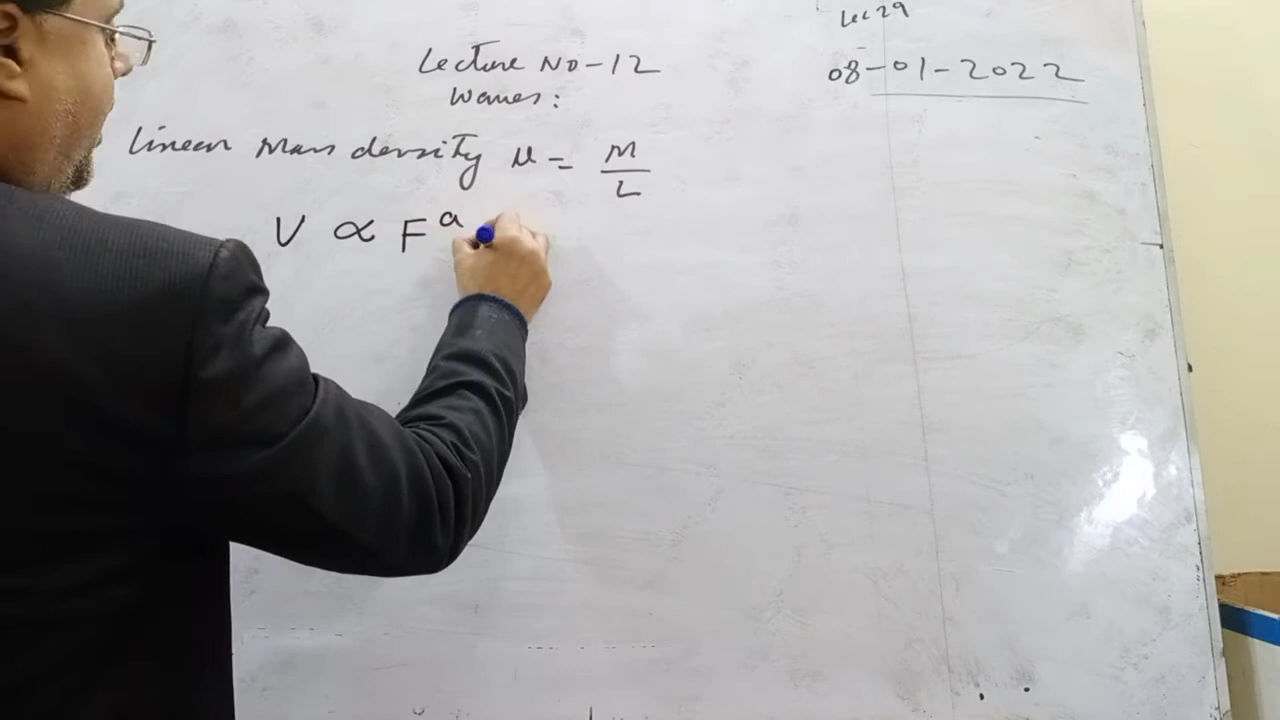 Lec 29
08-01-2022
Lecture NO-12
Waves:
Linear Mass density μ = M/L
V ∝ F^a